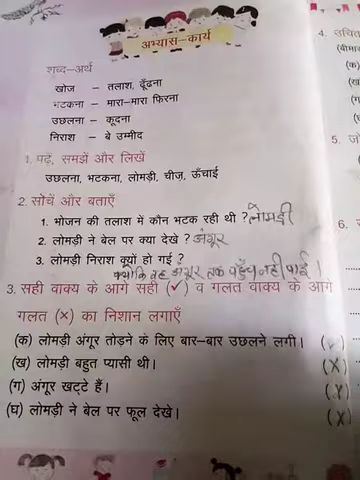 अभ्यास-कार्य
शब्द-अर्थ
खोज – तलाश, ढूँढना
भटकना – मारा-मारा फिरना
उछलना – कूदना
निराश – बे उम्मीद
1. पढ़ें, समझें और लिखें
उछलना, भटकना, लोमड़ी, चीज़, ऊँचाई
2. सोचें और बताएँ
1. भोजन की तलाश में कौन भटक रही थी ? लोमड़ी
2. लोमड़ी ने बेल पर क्या देखे ? अंगूर
3. लोमड़ी निराश क्यों हो गई ?
क्योंकि वह अंगूर तक पहुँच नहीं पाई ।
3. सही वाक्य के आगे सही (✓) व गलत वाक्य के आगे
गलत (×) का निशान लगाएँ
(क) लोमड़ी अंगूर तोड़ने के लिए बार-बार उछलने लगी। (✓)
(ख) लोमड़ी बहुत प्यासी थी। (X)
(ग) अंगूर खट्टे हैं।
(घ) लोमड़ी ने बेल पर फूल देखे। (X)
4. उचित
(क)
5.
6.